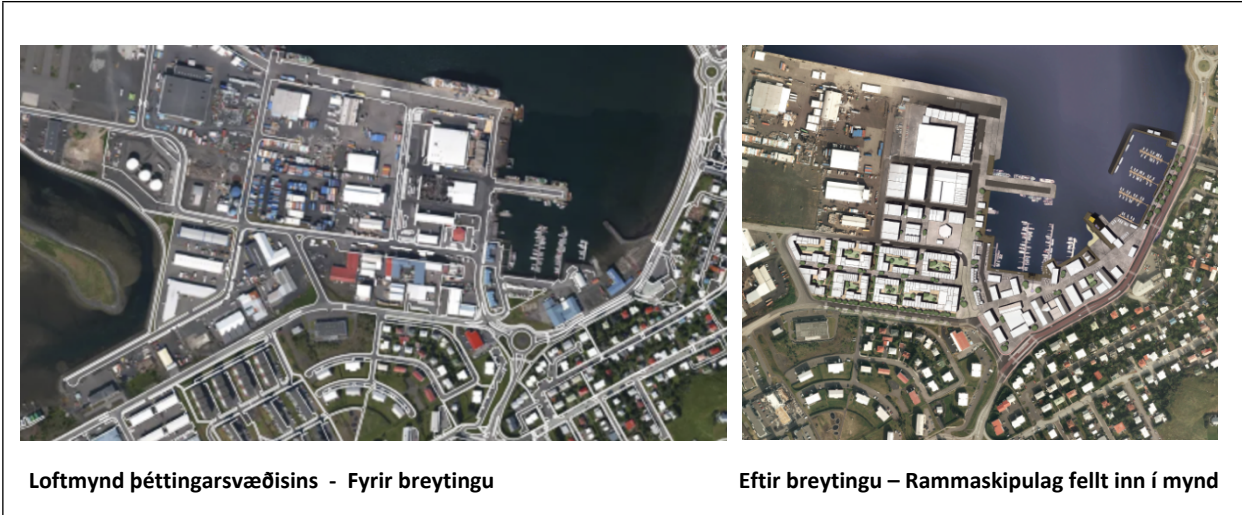 Loftmynd þéttingarsvæðisins - Fyrir breytingu
Eftir breytingu – Rammaskipulag fellt inn í mynd